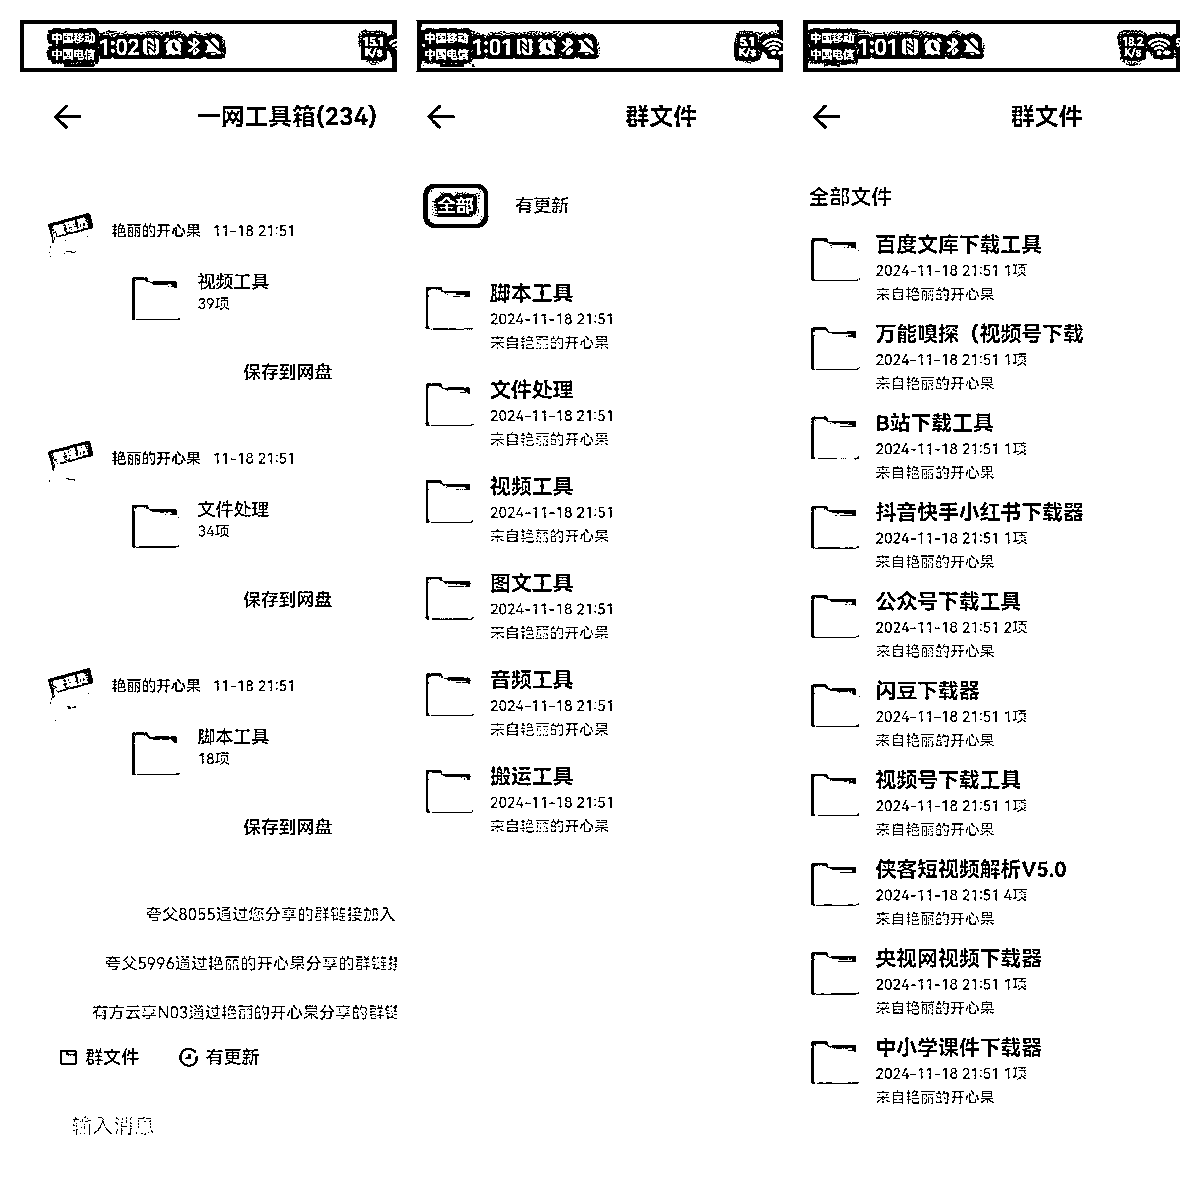 中国移动
中国电信
1:02
15.1
K/s
一网工具箱(234)
艳丽的开心果 11-18 21:51
视频工具
39项
保存到网盘
艳丽的开心果 11-18 21:51
文件处理
34项
保存到网盘
艳丽的开心果 11-18 21:51
脚本工具
18项
保存到网盘
夸父8055通过您分享的群链接加入
夸父5996通过艳丽的开心果分享的群链接
有方云享N03通过艳丽的开心果分享的群链
群文件 有更新
输入消息
中国移动
中国电信
1:01
5.1
K/s
群文件
全部 有更新
脚本工具
2024-11-18 21:51
来自艳丽的开心果
文件处理
2024-11-18 21:51
来自艳丽的开心果
视频工具
2024-11-18 21:51
来自艳丽的开心果
图文工具
2024-11-18 21:51
来自艳丽的开心果
音频工具
2024-11-18 21:51
来自艳丽的开心果
搬运工具
2024-11-18 21:51
来自艳丽的开心果
中国移动
中国电信
1:01
18.2
K/s
群文件
全部文件
百度文库下载工具
2024-11-18 21:51 1项
来自艳丽的开心果
万能嗅探（视频号下载
2024-11-18 21:51 1项
来自艳丽的开心果
B站下载工具
2024-11-18 21:51 1项
来自艳丽的开心果
抖音快手小红书下载器
2024-11-18 21:51 1项
来自艳丽的开心果
公众号下载工具
2024-11-18 21:51 2项
来自艳丽的开心果
闪豆下载器
2024-11-18 21:51 1项
来自艳丽的开心果
视频号下载工具
2024-11-18 21:51 1项
来自艳丽的开心果
侠客短视频解析V5.0
2024-11-18 21:51 4项
来自艳丽的开心果
央视网视频下载器
2024-11-18 21:51 1项
来自艳丽的开心果
中小学课件下载器
2024-11-18 21:51 1项
来自艳丽的开心果